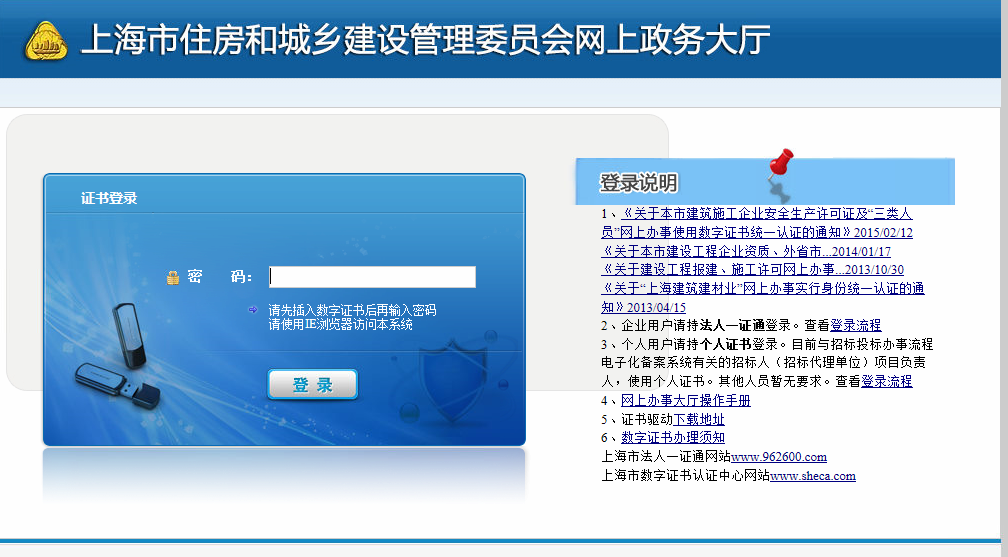 上海市住房和城乡建设管理委员会网上政务大厅
证书登录
密 码：
请先插入数字证书后再输入密码
请使用IE浏览器访问本系统
登 录
登录说明
1、《关于本市建筑施工企业安全生产许可证及“三类人
员”网上办事使用数字证书统一认证的通知》2015/02/12
《关于本市建设工程企业资质、外省市...2014/01/17
《关于建设工程报建、施工许可网上办事...2013/10/30
《关于“上海建筑建材业”网上办事实行身份统一认证的通
知》2013/04/15
2、企业用户请持法人一证通登录。查看登录流程
3、个人用户请持个人证书登录。目前与招标投标办事流程
电子化备案系统有关的招标人（招标代理单位）项目负责
人，使用个人证书。其他人员暂无要求。查看登录流程
4、网上办事大厅操作手册
5、证书驱动下载地址
6、数字证书办理须知
上海市法人一证通网站www.962600.com
上海市数字证书认证中心网站www.sheca.com